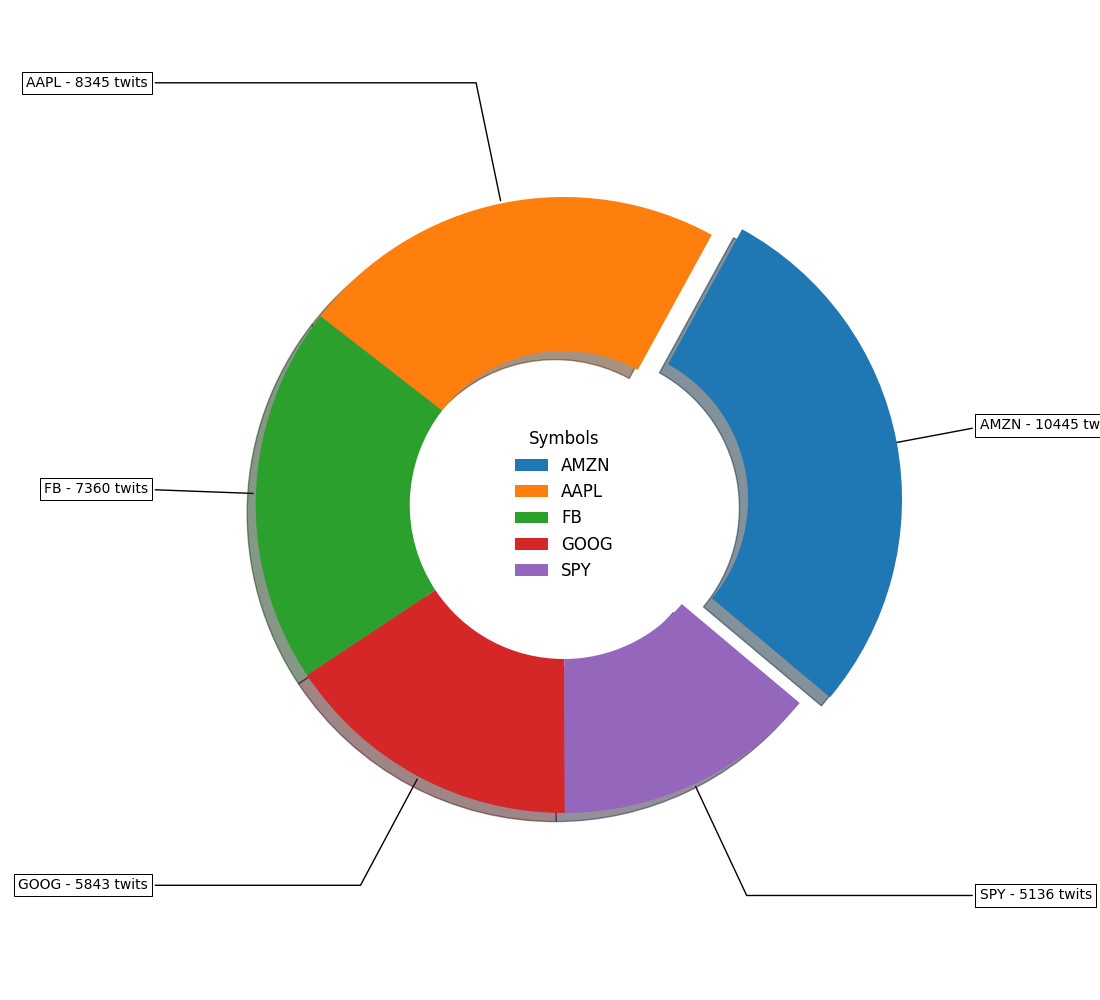 AAPL - 8345 twits
AMZN - 10445 tw
Symbols
AMZN
AAPL
FB
GOOG
SPY
FB - 7360 twits
GOOG - 5843 twits
SPY - 5136 twits